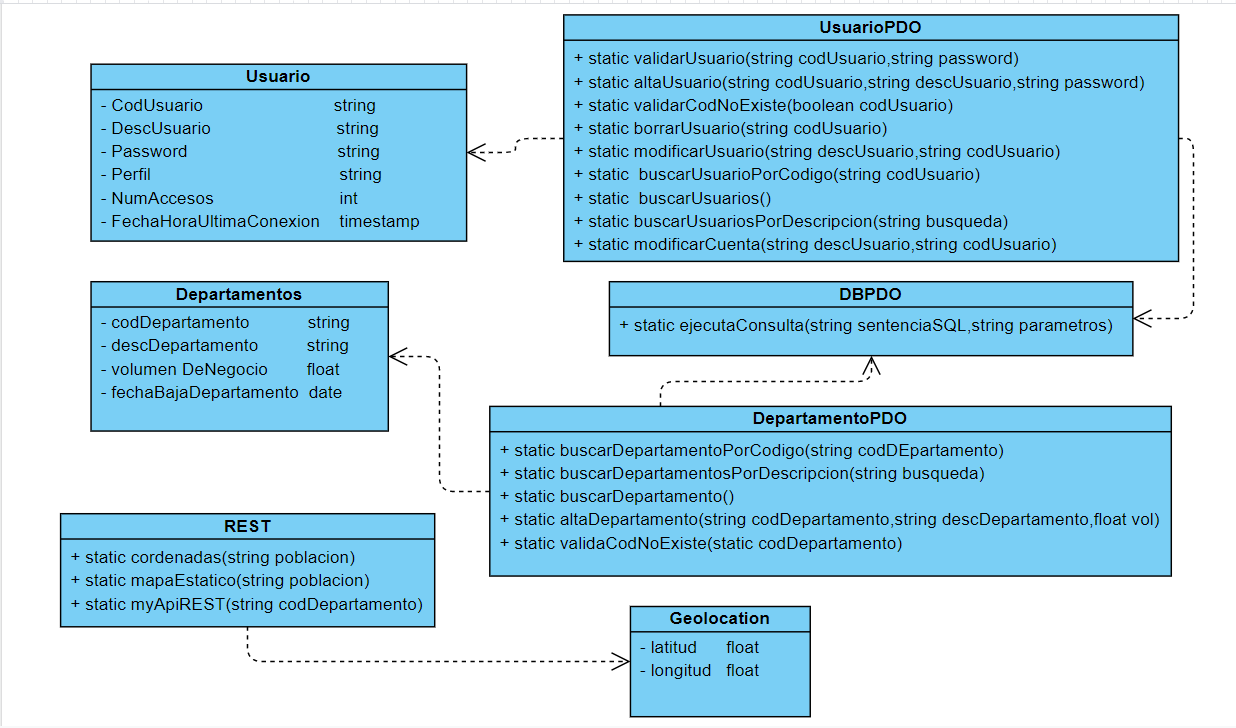 UsuarioPDO
+ static validarUsuario(string codUsuario,string password)
+ static altaUsuario(string codUsuario,string descUsuario,string password)
+ static validarCodNoExiste(boolean codUsuario)
+ static borrarUsuario(string codUsuario)
+ static modificarUsuario(string descUsuario,string codUsuario)
+ static buscarUsuarioPorCodigo(string codUsuario)
+ static buscarUsuarios()
+ static buscarUsuariosPorDescripcion(string busqueda)
+ static modificarCuenta(string descUsuario,string codUsuario)
Usuario
- CodUsuario string
- DescUsuario string
- Password string
- Perfil string
- NumAccesos int
- FechaHoraUltimaConexion timestamp
Departamentos
- codDepartamento string
- descDepartamento string
- volumen DeNegocio float
- fechaBajaDepartamento date
DBPDO
+ static ejecutaConsulta(string sentenciaSQL,string parametros)
DepartamentoPDO
+ static buscarDepartamentoPorCodigo(string codDEpartamento)
+ static buscarDepartamentosPorDescripcion(string busqueda)
+ static buscarDepartamento()
+ static altaDepartamento(string codDepartamento,string descDepartamento,float vol)
+ static validaCodNoExiste(static codDepartamento)
REST
+ static cordenadas(string poblacion)
+ static mapaEstatico(string poblacion)
+ static myApiREST(string codDepartamento)
Geolocation
- latitud float
- longitud float